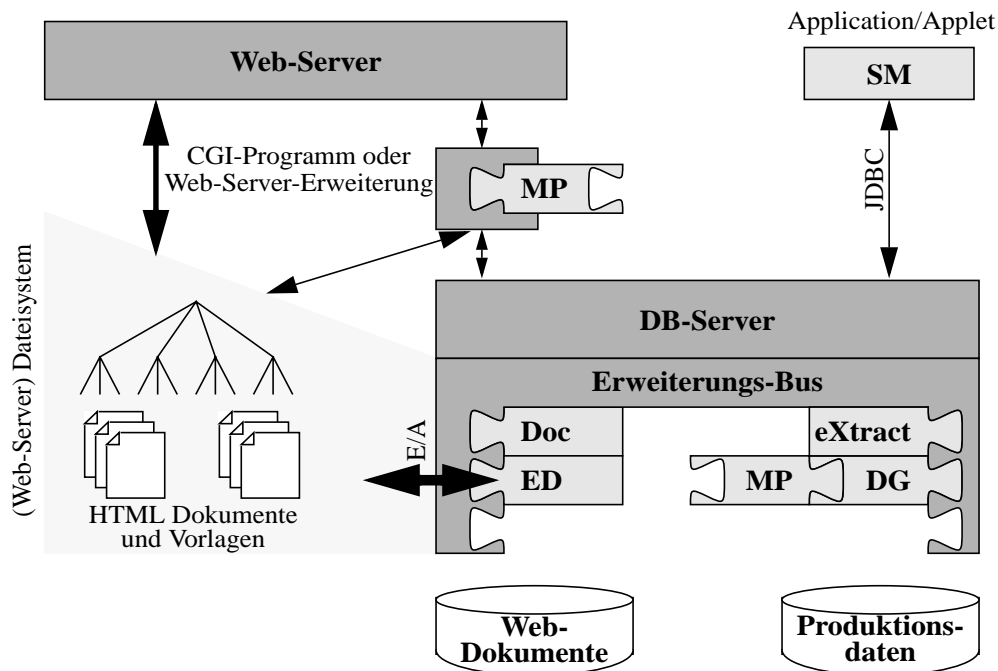 Application/Applet
Web-Server
SM
CGI-Programm oder
Web-Server-Erweiterung
MP
JDBC
(Web-Server) Dateisystem
DB-Server
Erweiterungs-Bus
Doc
eXtract
E/A
ED
MP
DG
HTML Dokumente
und Vorlagen
Web-
Dokumente
Produktions-
daten